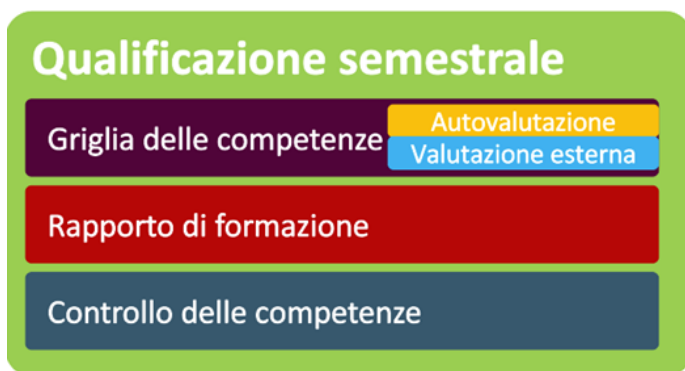 Qualificazione semestrale
Griglia delle competenze
Autovalutazione
Valutazione esterna
Rapporto di formazione
Controllo delle competenze